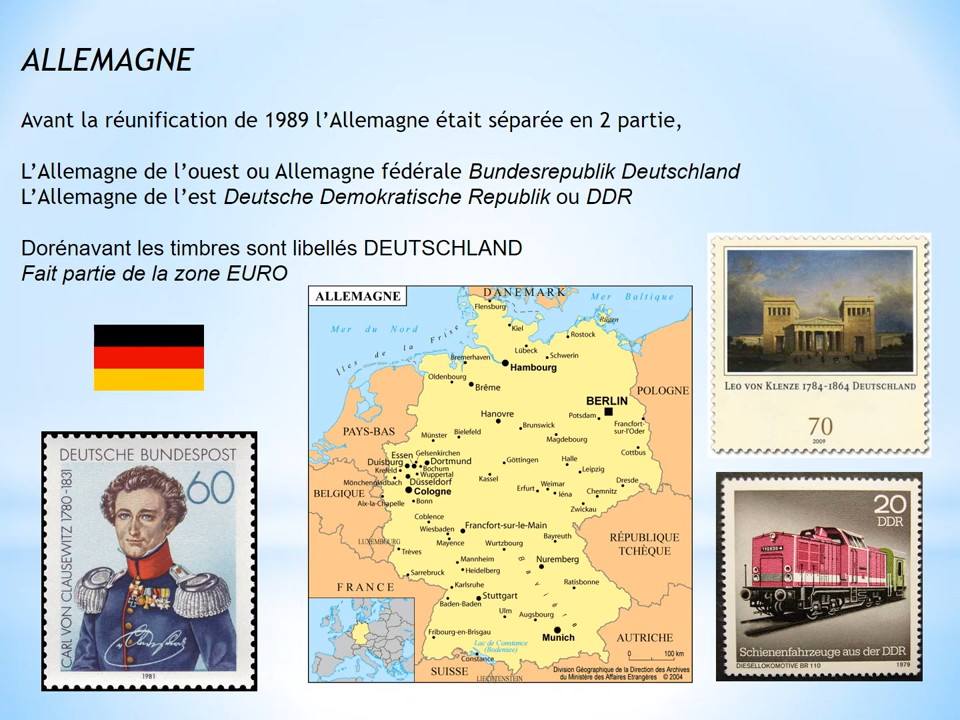 ALLEMAGNE
Avant la réunification de 1989 l’Allemagne était séparée en 2 partie,
L’Allemagne de l’ouest ou Allemagne fédérale Bundesrepublik Deutschland
L’Allemagne de l’est Deutsche Demokratische Republik ou DDR
Dorénavant les timbres sont libellés DEUTSCHLAND
Fait partie de la zone EURO
DEUTSCHE BUNDESPOST
60
CARL VON CLAUSEWITZ 1780-1831
1981
ALLEMAGNE
DANEMARK
Mer Baltique
Mer du Nord
Iles de la Frise
Flensburg
Kiel
Rügen
Rostock
Lübeck
Schwerin
Bremerhaven
Hambourg
Oldenbourg
Brême
POLOGNE
BERLIN
Potsdam
Hanovre
Francfort-
sur-l'Oder
Brunswick
PAYS-BAS
Münster
Bielefeld
Magdebourg
Cottbus
Essen
Gelsenkirchen
Duisburg
Dortmund
Bochum
Krefeld
Wuppertal
Göttingen
Halle
Leipzig
Mönchengladbach
Düsseldorf
Kassel
Cologne
Erfurt
Weimar
Iéna
Dresde
Chemnitz
BELGIQUE
Aix-la-Chapelle
Bonn
Zwickau
Coblence
Wiesbaden
Francfort-sur-le-Main
LUXEMBOURG
Mayence
Bayreuth
Trèves
Wurtzbourg
RÉPUBLIQUE
TCHÈQUE
Mannheim
Heidelberg
Nuremberg
Sarrebruck
FRANCE
Karlsruhe
Ratisbonne
Baden-Baden
Stuttgart
Ulm
Augsbourg
Fribourg-en-Brisgau
Munich
AUTRICHE
Lac de Constance
(Bodensee)
Constance
SUISSE
LIECHTENSTEIN
0 100 km
Division Géographique de la Direction des Archives
du Ministère des Affaires Etrangères © 2004
LEO VON KLENZE 1784-1864 DEUTSCHLAND
70
2009
20
DDR
Schienenfahrzeuge aus der DDR
DIESELLOKOMOTIVE BR 110
1979